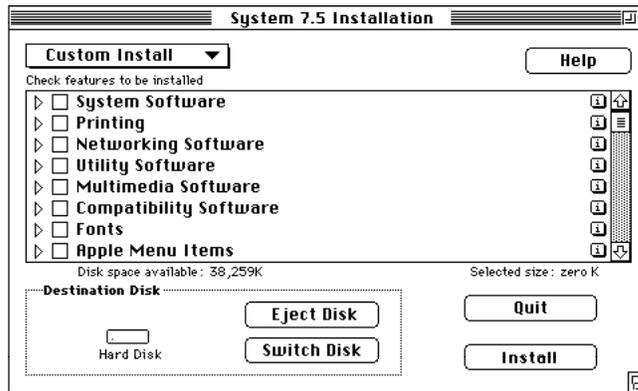 System 7.5 Installation
Custom Install
Help
Check features to be installed
System Software
Printing
Networking Software
Utility Software
Multimedia Software
Compatibility Software
Fonts
Apple Menu Items
Disk space available: 38,259K
Selected size: zero K
Destination Disk
Eject Disk
Quit
Hard Disk
Switch Disk
Install